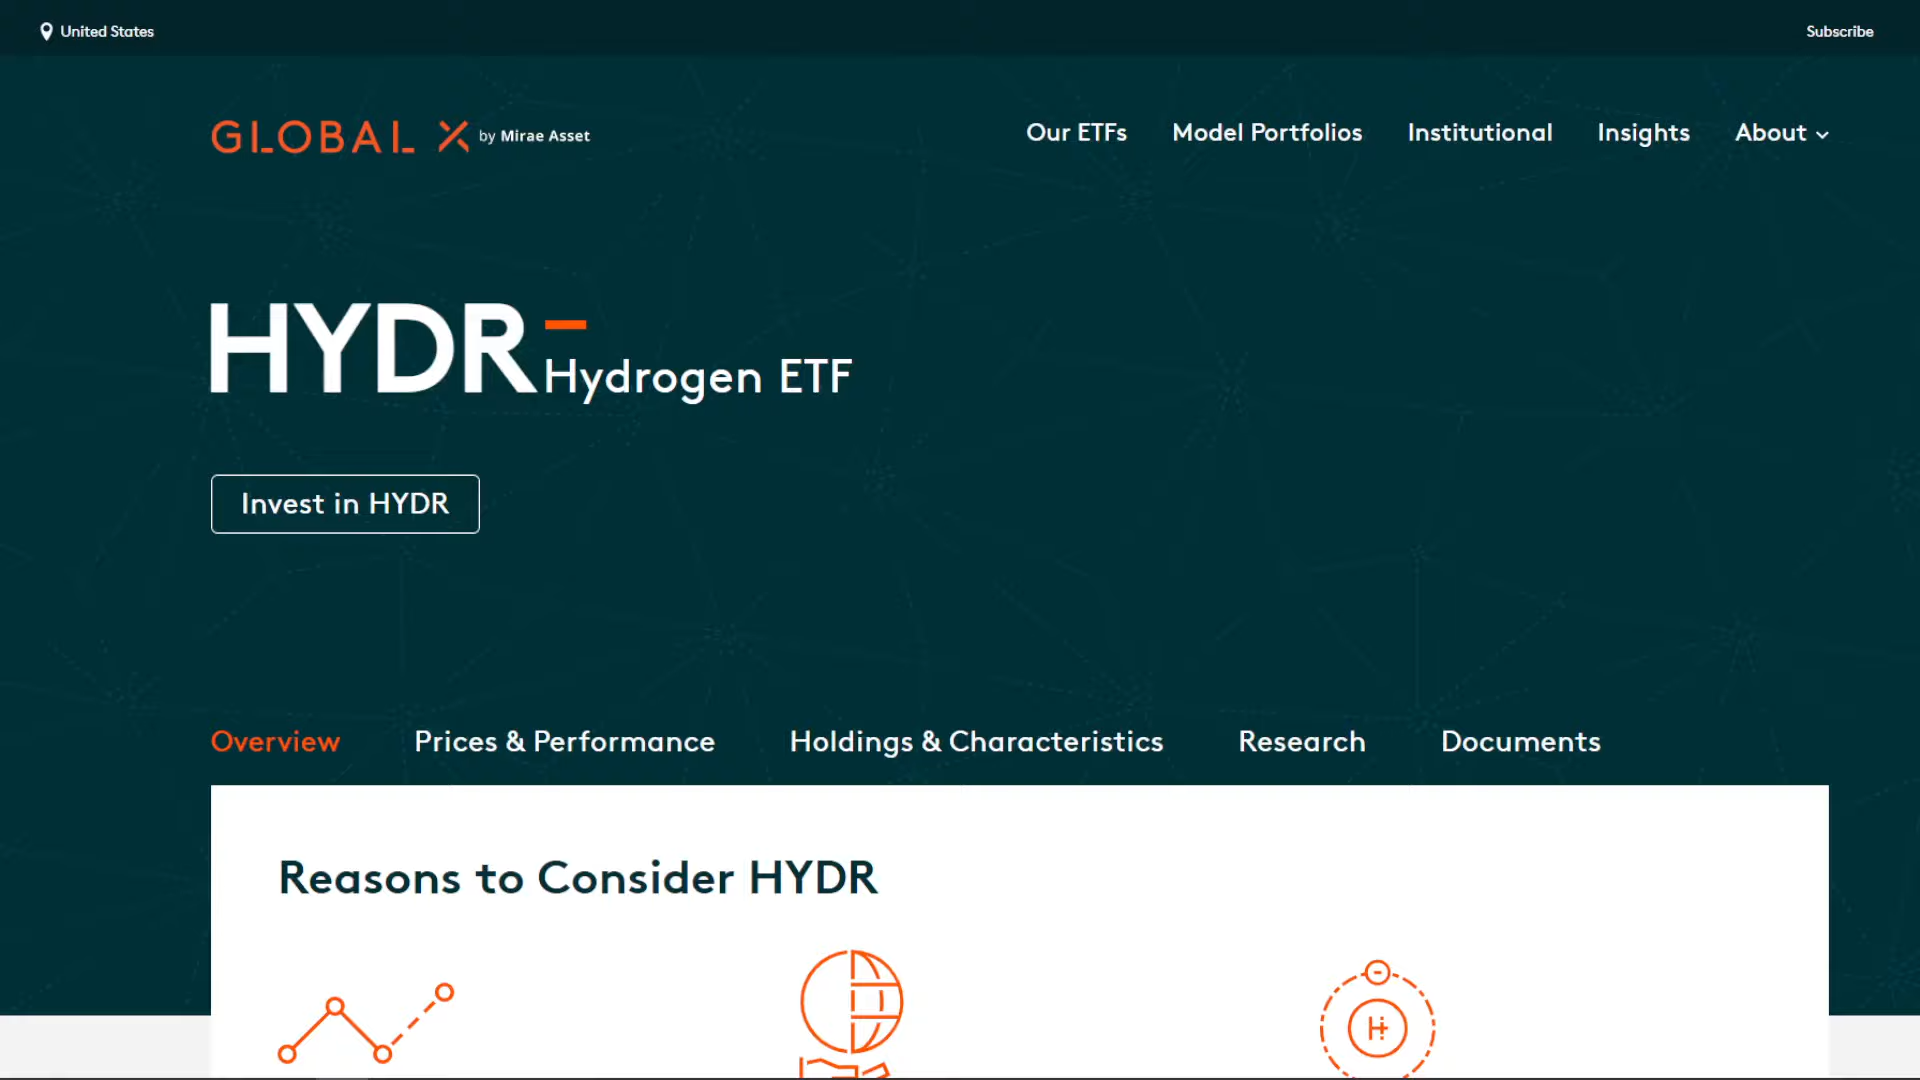 United States
Subscribe
GLOBAL X by Mirae Asset
Our ETFs
Model Portfolios
Institutional
Insights
About
HYDR
Hydrogen ETF
Invest in HYDR
Overview
Prices & Performance
Holdings & Characteristics
Research
Documents
Reasons to Consider HYDR
H